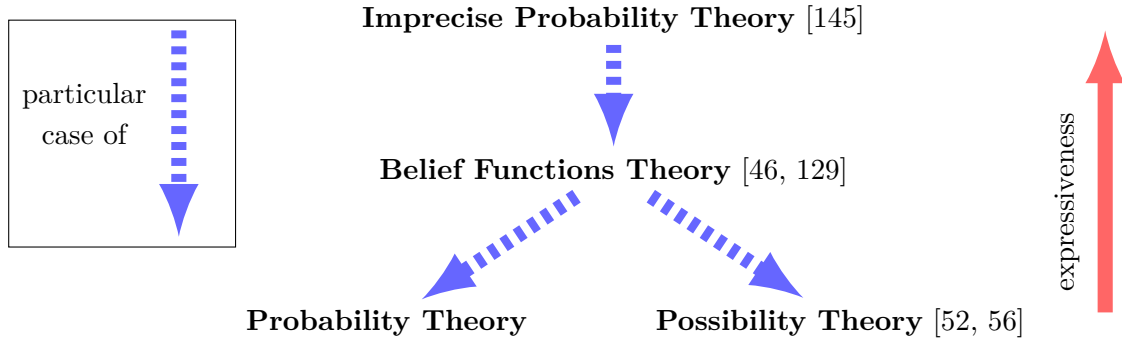 Imprecise Probability Theory [145]
particular
case of
Belief Functions Theory [46, 129]
expressiveness
Probability Theory
Possibility Theory [52, 56]